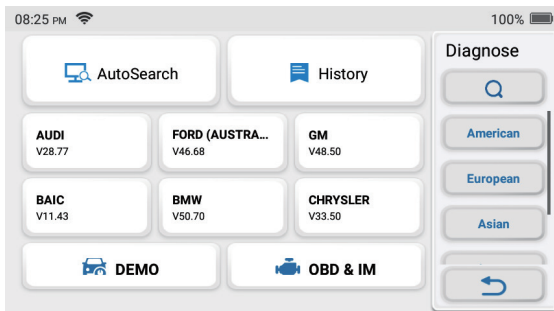 08:25 PM
100%
AutoSearch
History
Diagnose
AUDI
V28.77
FORD (AUSTRA...
V46.68
GM
V48.50
American
European
BAIC
V11.43
BMW
V50.70
CHRYSLER
V33.50
Asian
DEMO
OBD & IM